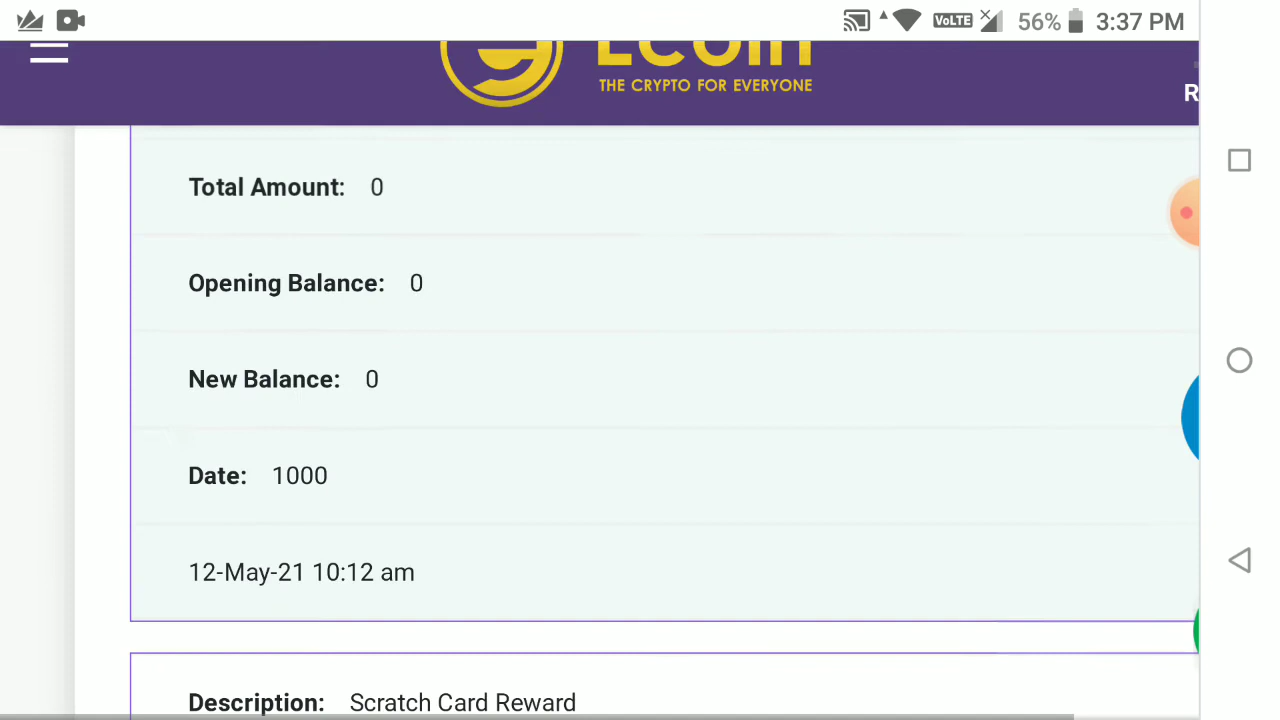 VoLTE 56% 3:37 PM
Ecoin
THE CRYPTO FOR EVERYONE
R
Total Amount: 0
Opening Balance: 0
New Balance: 0
Date: 1000
12-May-21 10:12 am
Description: Scratch Card Reward